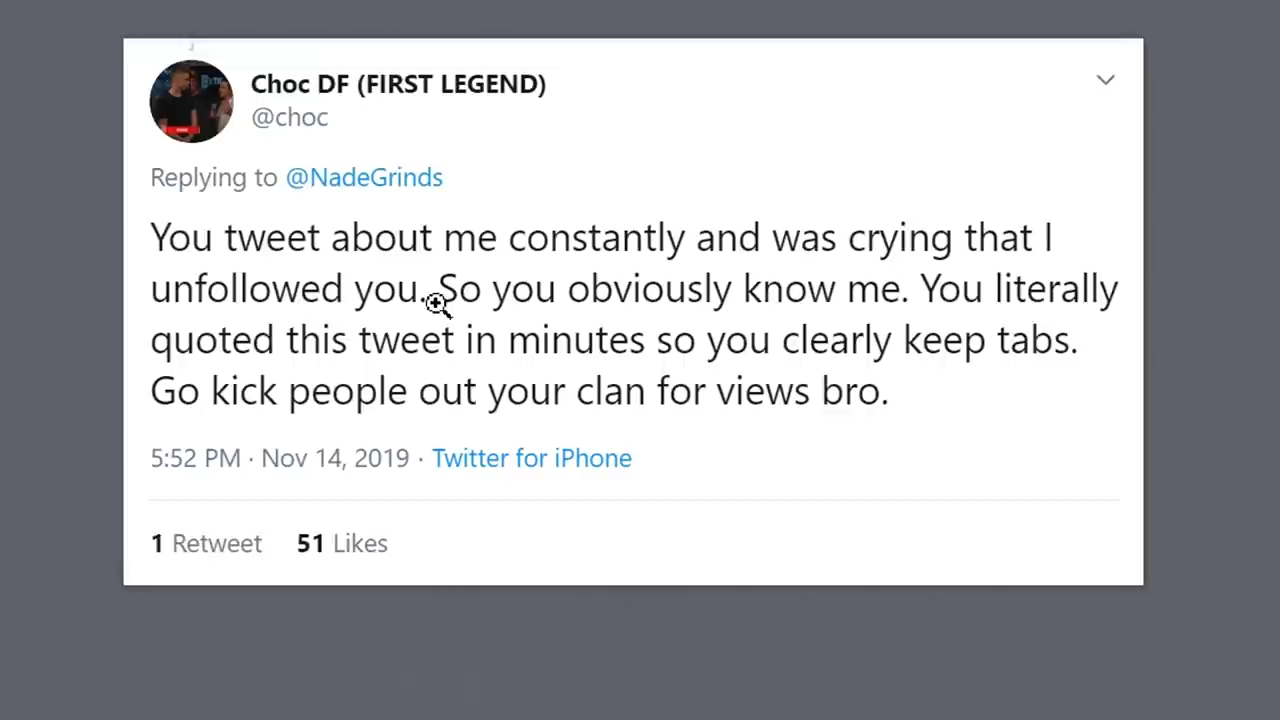 Choc DF (FIRST LEGEND)
@choc
Replying to @NadeGrinds
You tweet about me constantly and was crying that I
unfollowed you. So you obviously know me. You literally
quoted this tweet in minutes so you clearly keep tabs.
Go kick people out your clan for views bro.
5:52 PM · Nov 14, 2019 · Twitter for iPhone
1 Retweet 51 Likes